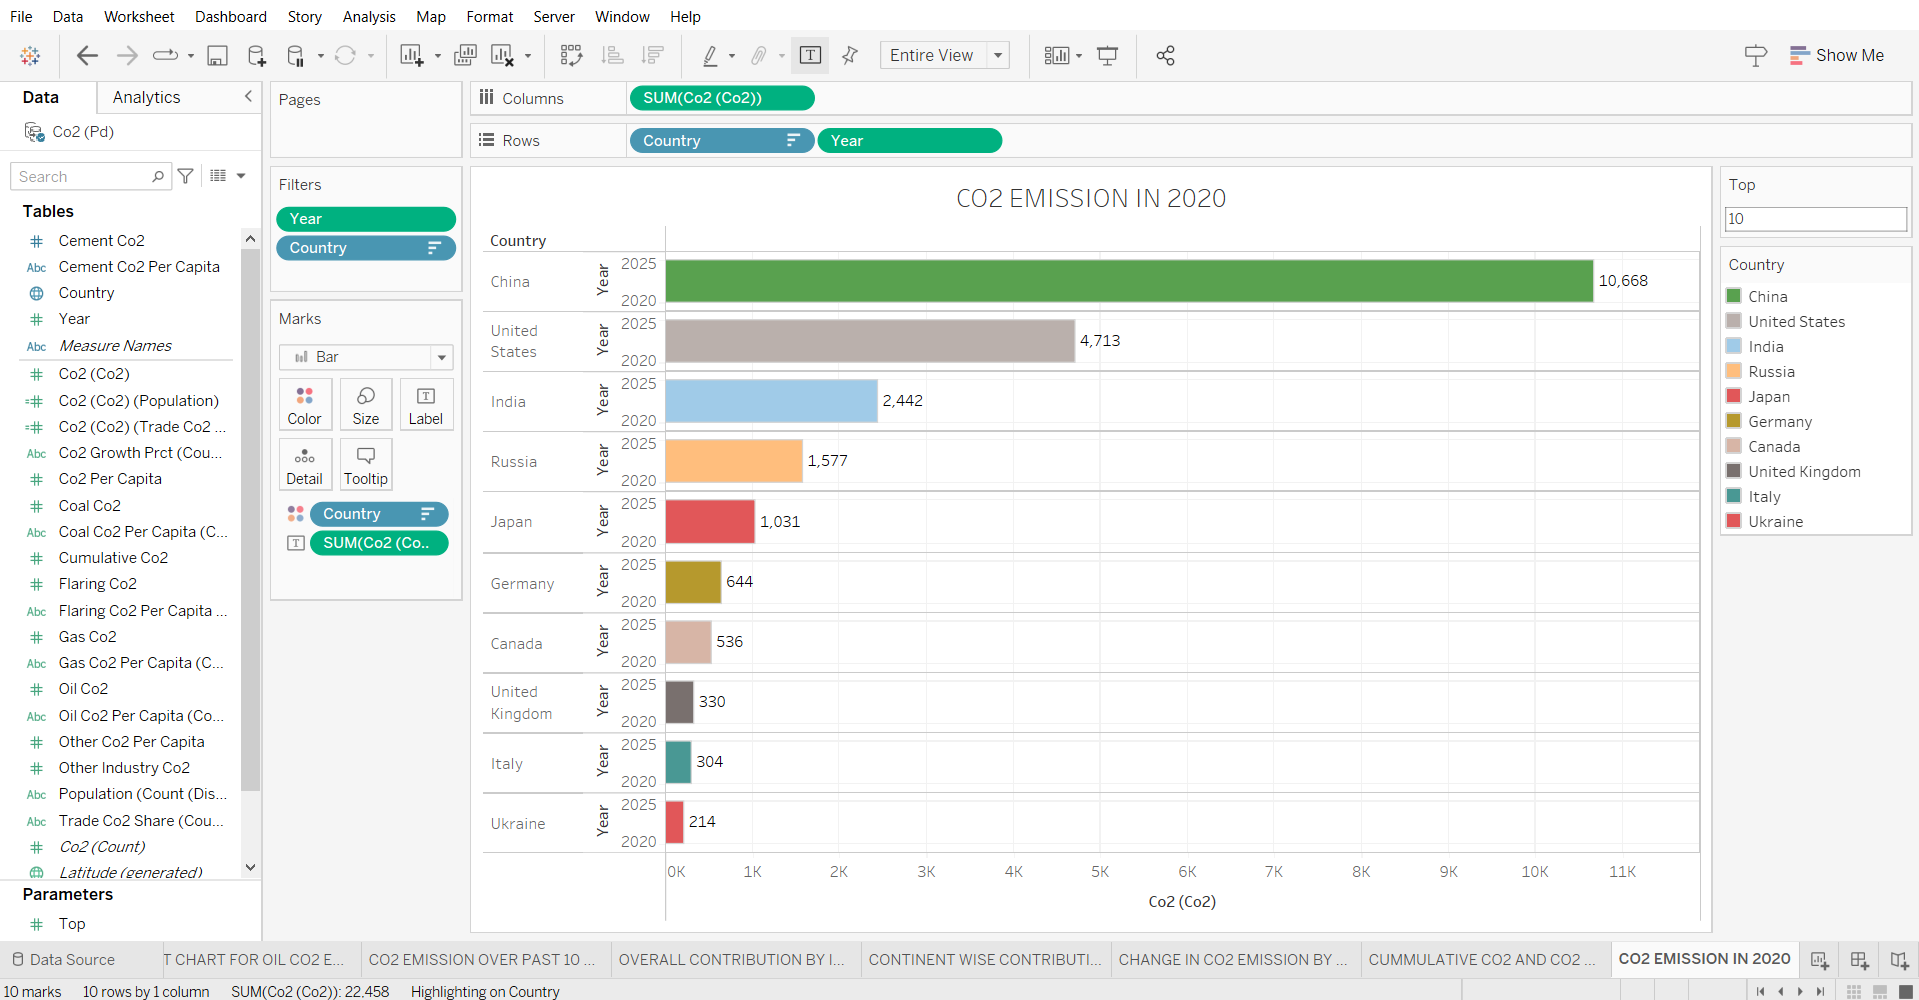 File Data Worksheet Dashboard Story Analysis Map Format Server Window Help
T Entire View Show Me
Data Analytics
Co2 (Pd)
Search
Tables
Cement Co2
Abc Cement Co2 Per Capita
Country
Year
Abc Measure Names
Co2 (Co2)
Co2 (Co2) (Population)
Co2 (Co2) (Trade Co2 ...
Abc Co2 Growth Prct (Cou...
Co2 Per Capita
Coal Co2
Abc Coal Co2 Per Capita (C...
Cumulative Co2
Flaring Co2
Abc Flaring Co2 Per Capita ...
Gas Co2
Abc Gas Co2 Per Capita (C...
Oil Co2
Abc Oil Co2 Per Capita (Co...
Other Co2 Per Capita
Other Industry Co2
Abc Population (Count (Dis...
Abc Trade Co2 Share (Cou...
Co2 (Count)
Latitude (generated)
Parameters
Top
Pages
Filters
Year
Country
Marks
Bar
Color Size T Label
Detail Tooltip
Country
T SUM(Co2 (Co..
Columns SUM(Co2 (Co2))
Rows Country Year
CO2 EMISSION IN 2020
Country
China Year 2025 2020 10,668
United States Year 2025 2020 4,713
India Year 2025 2020 2,442
Russia Year 2025 2020 1,577
Japan Year 2025 2020 1,031
Germany Year 2025 2020 644
Canada Year 2025 2020 536
United Kingdom Year 2025 2020 330
Italy Year 2025 2020 304
Ukraine Year 2025 2020 214
0K 1K 2K 3K 4K 5K 6K 7K 8K 9K 10K 11K
Co2 (Co2)
Top
10
Country
China
United States
India
Russia
Japan
Germany
Canada
United Kingdom
Italy
Ukraine
Data Source T CHART FOR OIL CO2 E... CO2 EMISSION OVER PAST 10 ... OVERALL CONTRIBUTION BY I... CONTINENT WISE CONTRIBUTI... CHANGE IN CO2 EMISSION BY ... CUMMULATIVE CO2 AND CO2 ... CO2 EMISSION IN 2020
10 marks 10 rows by 1 column SUM(Co2 (Co2)): 22,458 Highlighting on Country